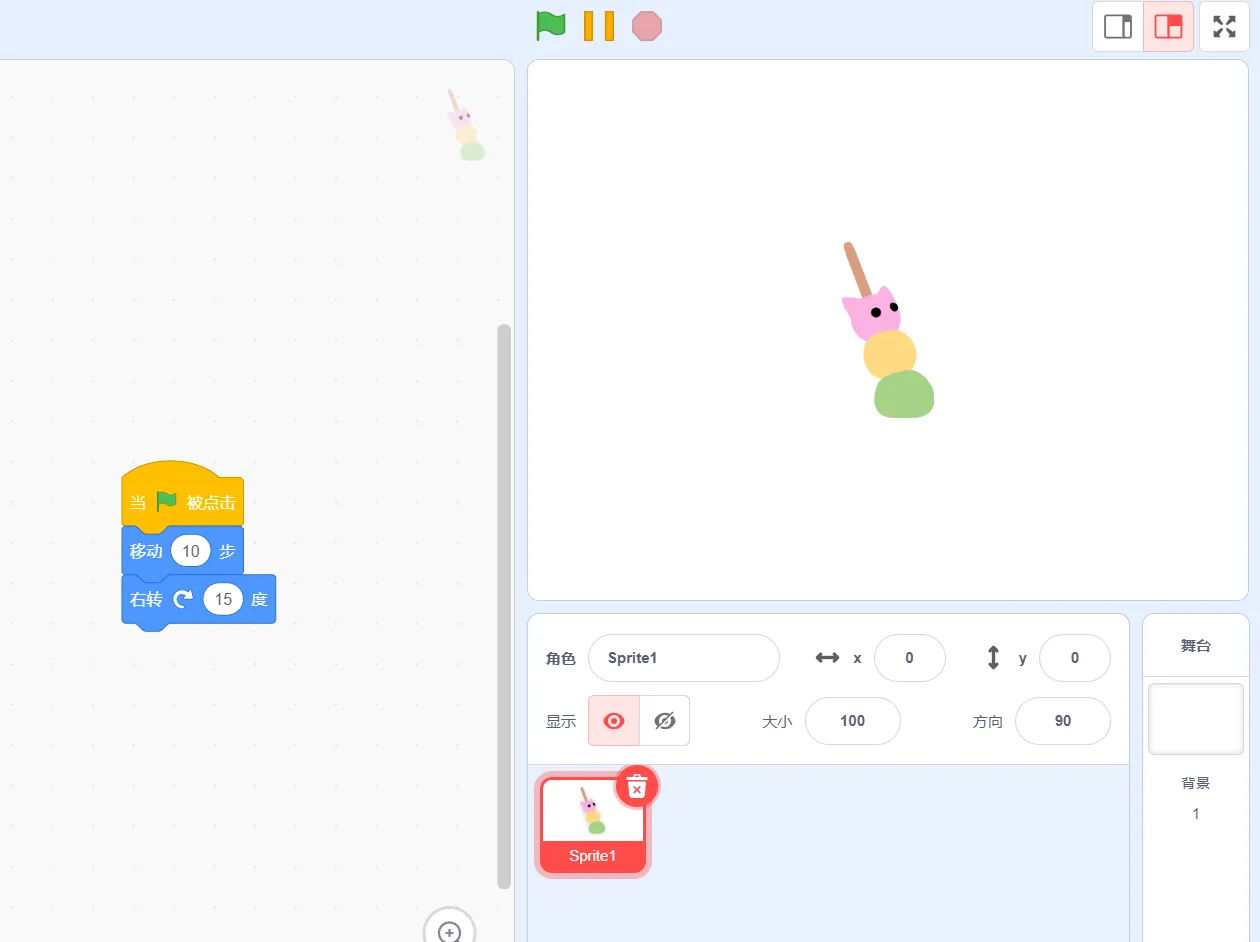 当 被点击
移动 10 步
右转 15 度
角色 Sprite1 x 0 y 0
显示 大小 100 方向 90
Sprite1
舞台
背景
1